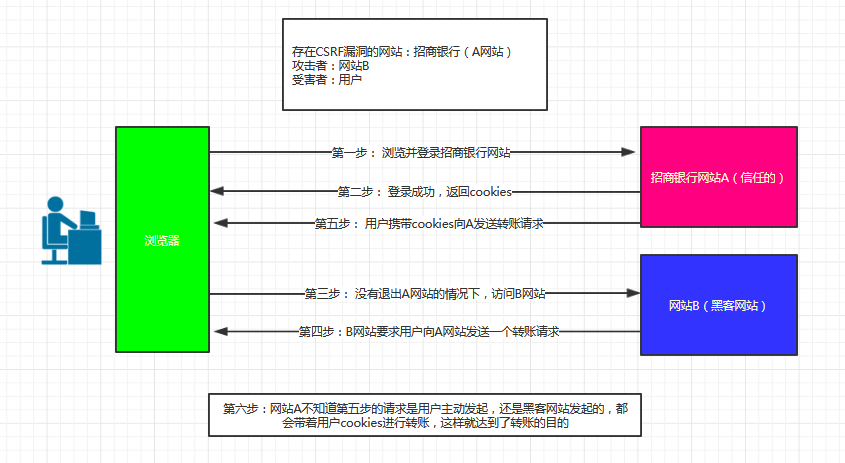 存在CSRF漏洞的网站：招商银行（A网站）
攻击者：网站B
受害者：用户
第一步： 浏览并登录招商银行网站
第二步： 登录成功，返回cookies
第五步： 用户携带cookies向A发送转账请求
招商银行网站A（信任的）
浏览器
第三步： 没有退出A网站的情况下，访问B网站
第四步：B网站要求用户向A网站发送一个转账请求
网站B（黑客网站）
第六步：网站A不知道第五步的请求是用户主动发起，还是黑客网站发起的，都
会带着用户cookies进行转账，这样就达到了转账的目的